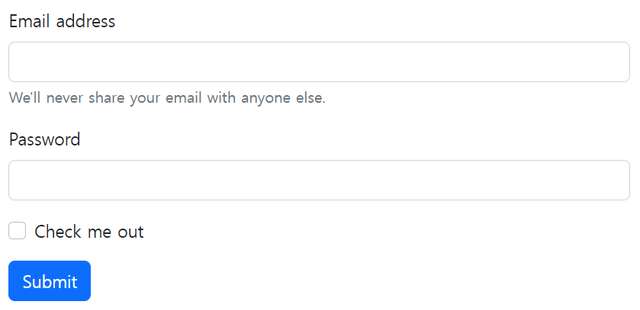 Email address
We'll never share your email with anyone else.
Password
Check me out
Submit